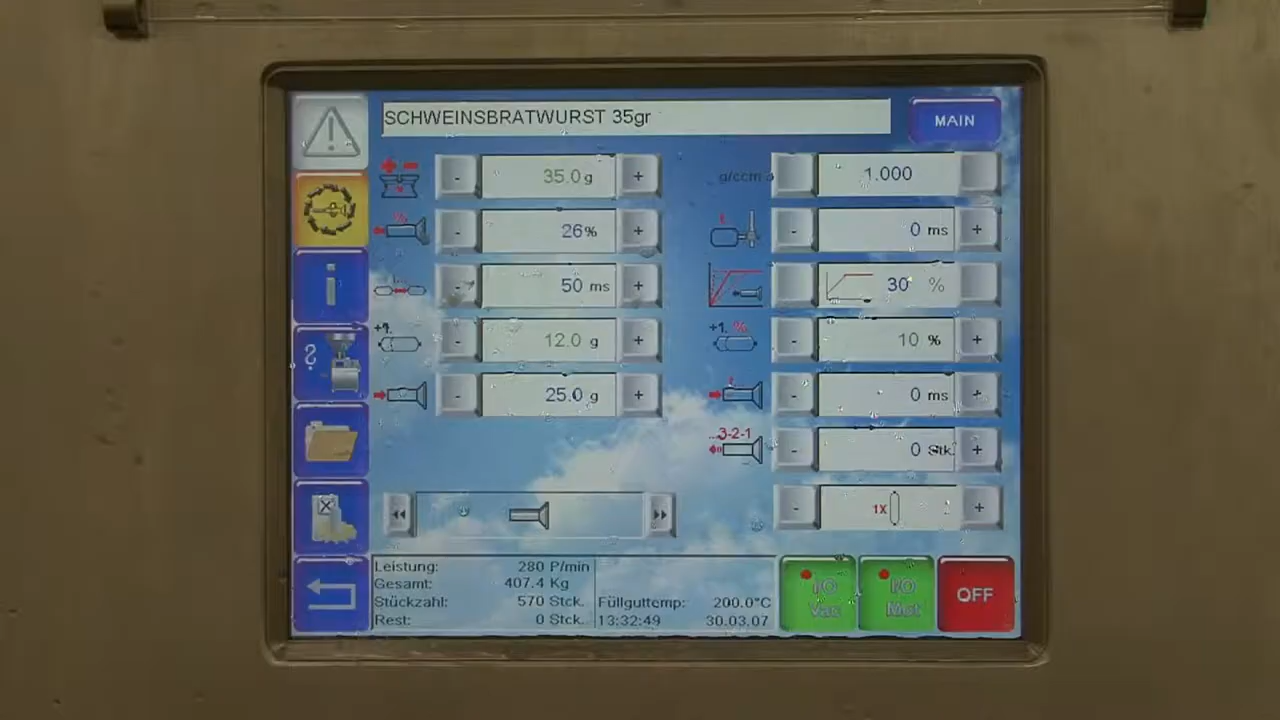 SCHWEINSBRATWURST 35gr
MAIN
- 35.0 g +
g/ccm 1.000
% - 26% +
t - 0 ms +
- 50 ms +
30 %
+1. - 12.0 g +
+1. % - 10 % +
- 25.0 g +
t - 0 ms +
...3-2-1 - 0 Stk. +
- 1X +
Leistung: 280 P/min
Gesamt: 407.4 Kg
Stückzahl: 570 Stck.
Rest: 0 Stck.
Füllguttemp: 200.0°C
13:32:49 30.03.07
I/O Vac
I/O Mot
OFF